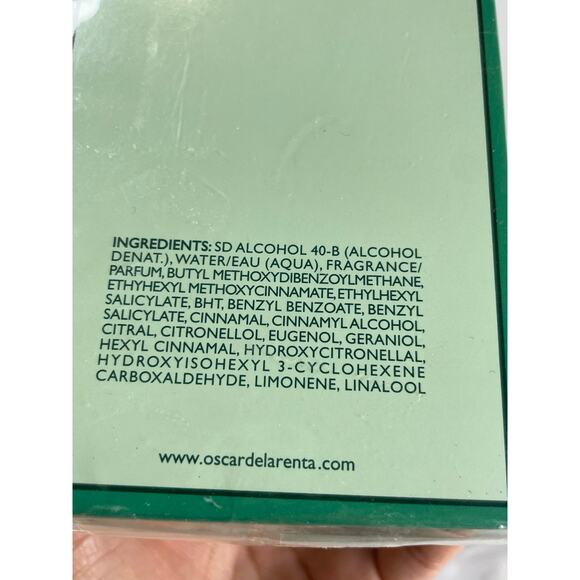 INGREDIENTS: SD ALCOHOL 40-B (ALCOHOL
DENAT.), WATER/EAU (AQUA), FRAGRANCE/
PARFUM, BUTYL METHOXYDIBENZOYLMETHANE,
ETHYHEXYL METHOXYCINNAMATE, ETHYLHEXYL
SALICYLATE, BHT, BENZYL BENZOATE, BENZYL
SALICYLATE, CINNAMAL, CINNAMYL ALCOHOL,
CITRAL, CITRONELLOL, EUGENOL, GERANIOL,
HEXYL CINNAMAL, HYDROXYCITRONELLAL,
HYDROXYISOHEXYL 3-CYCLOHEXENE
CARBOXALDEHYDE, LIMONENE, LINALOOL
www.oscardelarenta.com